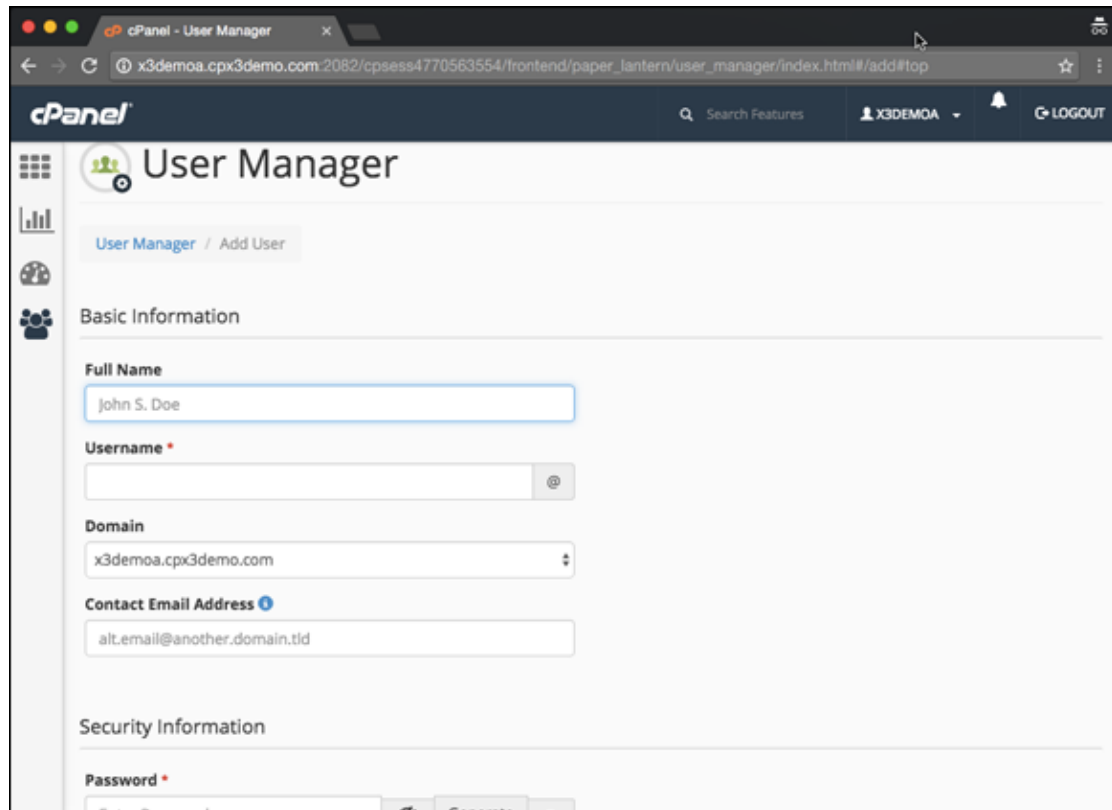 cPanel - User Manager
x3demoa.cpx3demo.com:2082/cpsess4770563554/frontend/paper_lantern/user_manager/index.html#/add#top
cPanel
Search Features
X3DEMOA
LOGOUT
User Manager
User Manager / Add User
Basic Information
Full Name
John S. Doe
Username *
@
Domain
x3demoa.cpx3demo.com
Contact Email Address
alt.email@another.domain.tld
Security Information
Password *